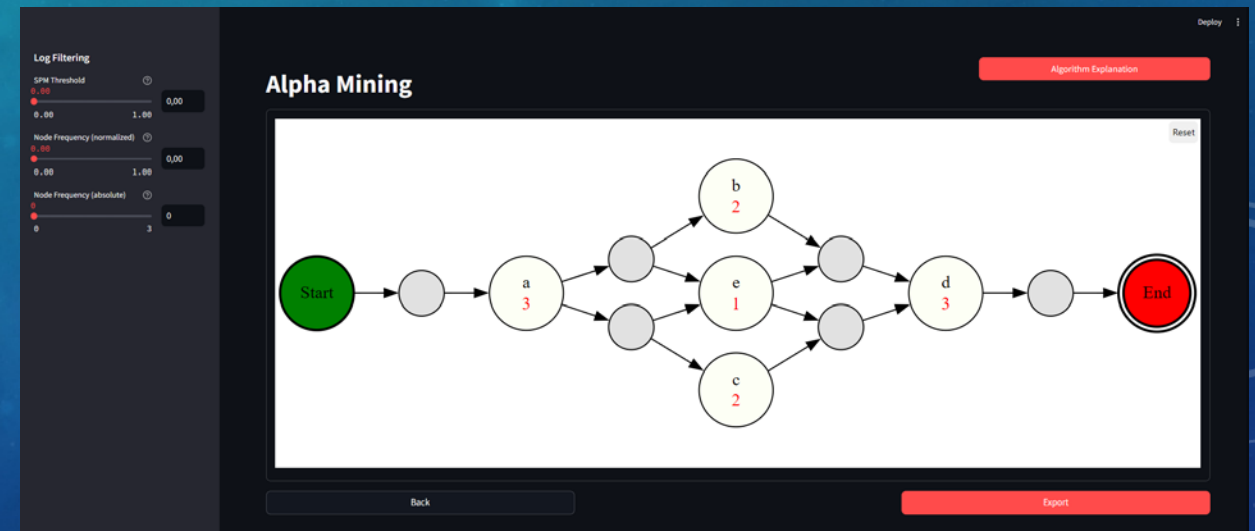 Deploy
Log Filtering
SPM Threshold
0.00
0,00
0.00 1.00
Node Frequency (normalized)
0.00
0,00
0.00 1.00
Node Frequency (absolute)
0
0
0 3
Algorithm Explanation
Alpha Mining
Reset
b
2
Start
a
3
e
1
d
3
End
c
2
Back
Export